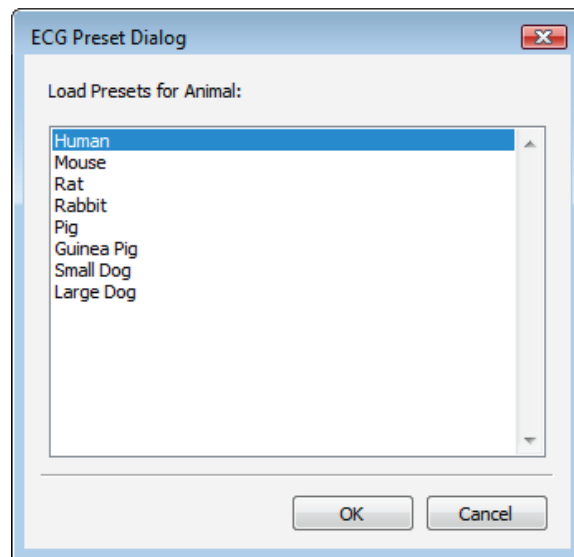 ECG Preset Dialog
Load Presets for Animal:
Human
Mouse
Rat
Rabbit
Pig
Guinea Pig
Small Dog
Large Dog
OK Cancel